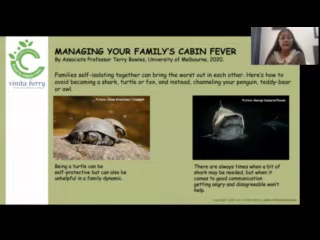 MANAGING YOUR FAMILY'S CABIN FEVER
By Associate Professor Terry Bowles, University of Melbourne, 2020.
Families self-isolating together can bring the worst out in each other. Here's how to
avoid becoming a shark, turtle or fox, and instead, channeling your penguin, teddy-bear
or owl.
Being a turtle can be
self-protective but can also be
unhelpful in a family dynamic.
There are always times when a bit of
shark may be needed, but when it
comes to good communication
getting angry and disagreeable won't
help.